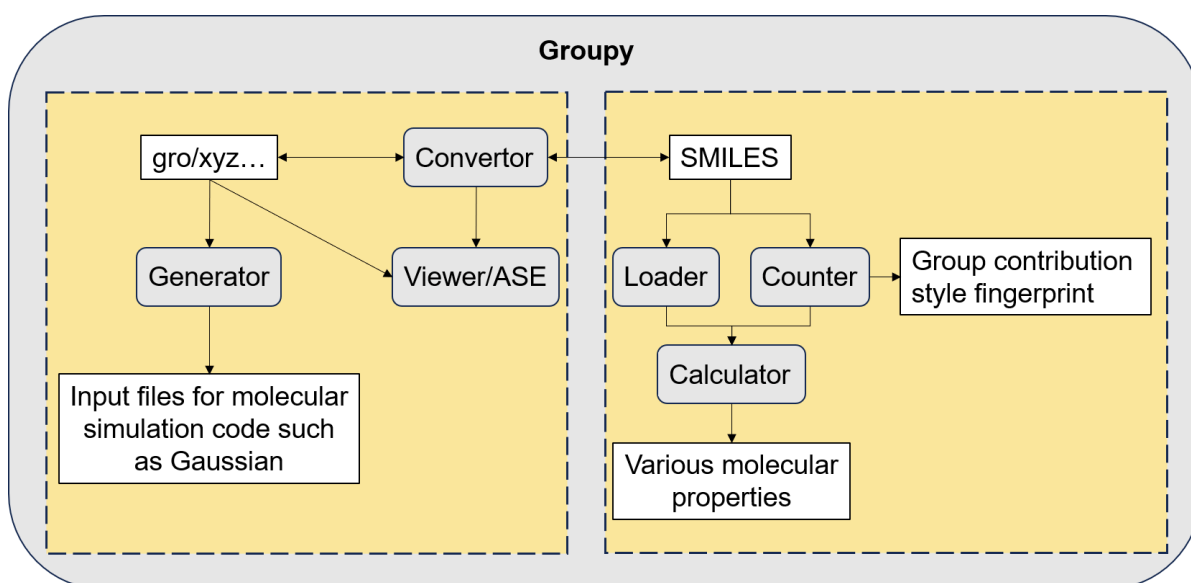 Groupy
gro/xyz...
Convertor
SMILES
Generator
Viewer/ASE
Loader
Counter
Group contribution
style fingerprint
Calculator
Input files for molecular
simulation code such
as Gaussian
Various molecular
properties